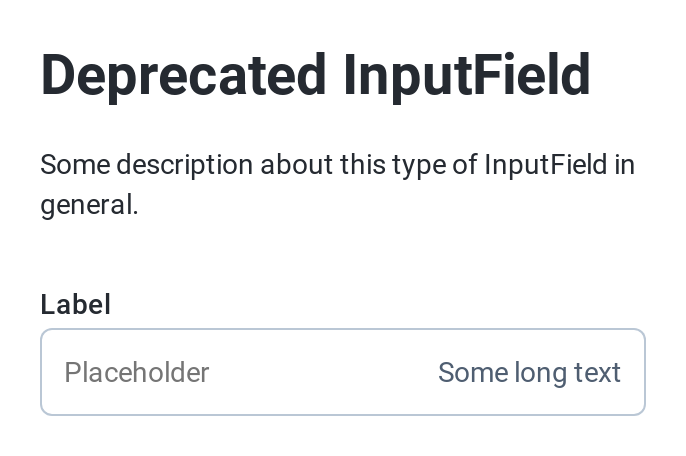 Deprecated InputField
Some description about this type of InputField in
general.
Label
Placeholder Some long text